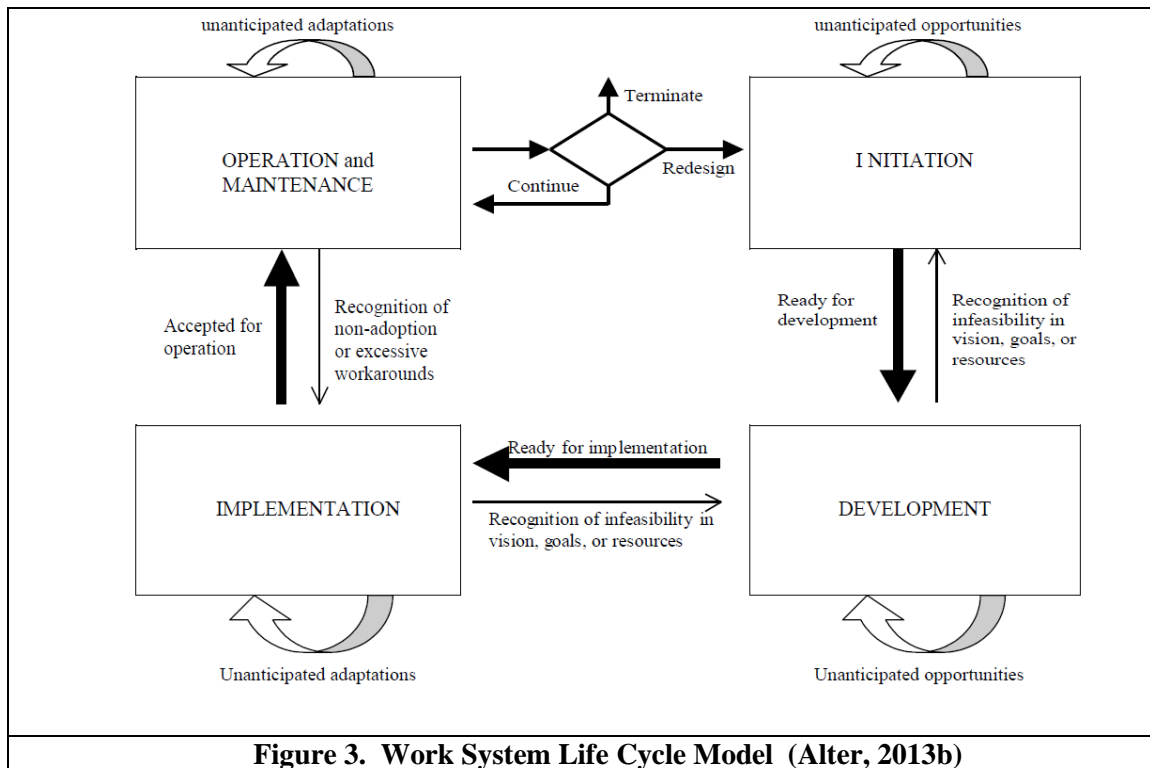 unanticipated adaptations
unanticipated opportunities
Terminate
OPERATION and
MAINTENANCE
I NITIATION
Redesign
Continue
Accepted for
operation
Recognition of
non-adoption
or excessive
workarounds
Ready for
development
Recognition of
infeasibility in
vision, goals, or
resources
Ready for implementation
IMPLEMENTATION
DEVELOPMENT
Recognition of infeasibility in
vision, goals, or resources
Unanticipated adaptations
Unanticipated opportunities
Figure 3.  Work System Life Cycle Model  (Alter, 2013b)